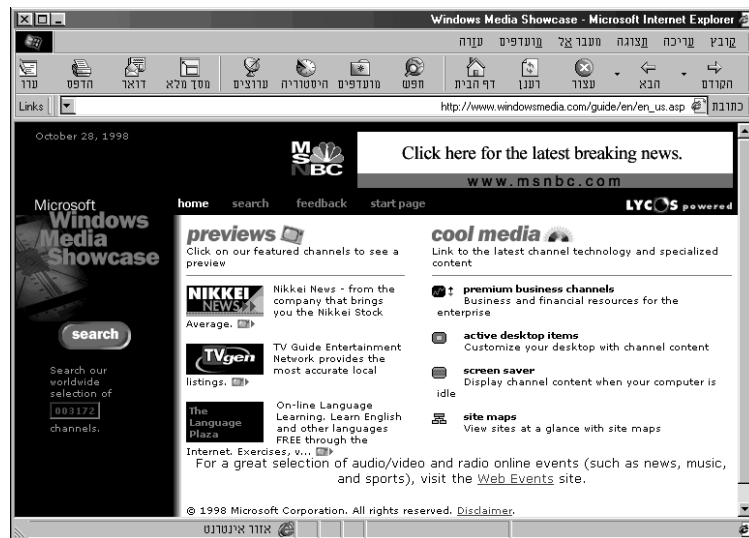 Windows Media Showcase - Microsoft Internet Explorer
קובץ עריכה תצוגה מעבר אל מועדפים עזרה
הקודם הבא עצור רענן דף הבית חפש מועדפים היסטוריה ערוצים מסך מלא דואר הדפס ערו
כתובת http://www.windowsmedia.com/guide/en/en_us.asp Links
October 28, 1998
MSNBC
Click here for the latest breaking news.
www.msnbc.com
home search feedback start page
LYCOS powered
Microsoft
Windows
Media
Showcase
search
Search our
worldwide
selection of
003172
channels.
previews
Click on our featured channels to see a
preview
NIKKEI
NEWS
Nikkei News - from the
company that brings
you the Nikkei Stock
Average.
TVgen
TV Guide Entertainment
Network provides the
most accurate local
listings.
The
Language
Plaza
On-line Language
Learning. Learn English
and other languages
FREE through the
Internet. Exercises, v...
cool media
Link to the latest channel technology and specialized
content
premium business channels
Business and financial resources for the
enterprise
active desktop items
Customize your desktop with channel content
screen saver
Display channel content when your computer is
idle
site maps
View sites at a glance with site maps
For a great selection of audio/video and radio online events (such as news, music,
and sports), visit the Web Events site.
© 1998 Microsoft Corporation. All rights reserved. Disclaimer.
אזור אינטרנט